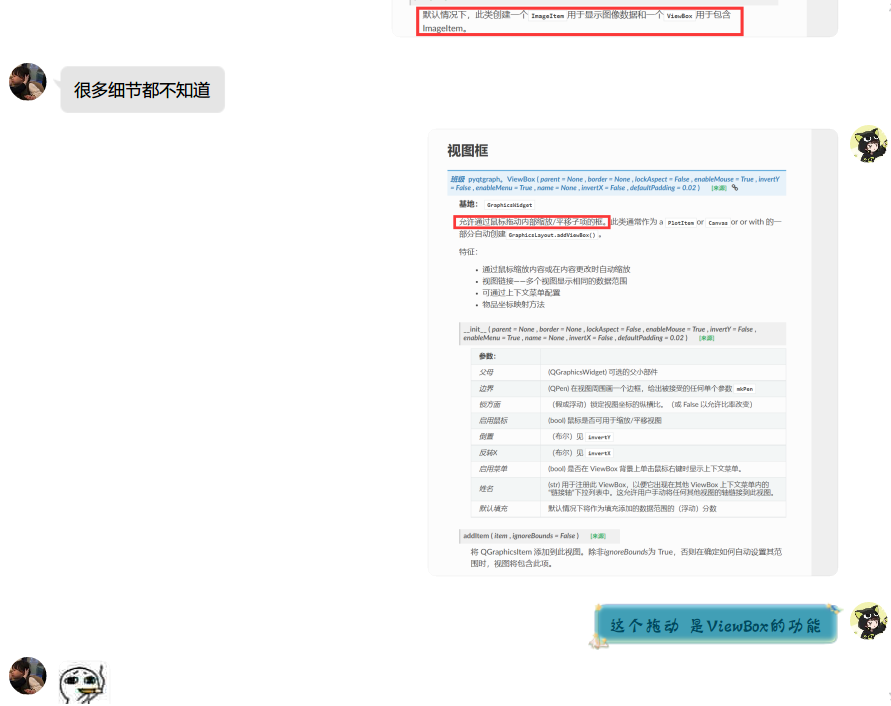 默认情况下，此类创建一个 ImageItem 用于显示图像数据和一个 ViewBox 用于包含
ImageItem。
很多细节都不知道
视图框
班级 pyqtgraph。ViewBox ( parent = None , border = None , lockAspect = False , enableMouse = True , invertY
= False , enableMenu = True , name = None , invertX = False , defaultPadding = 0.02 ) [来源]
基地： GraphicsWidget
允许通过鼠标拖动内部缩放/平移子项的框。此类通常作为 a PlotItem or Canvas or or with 的一
部分自动创建 GraphicsLayout.addViewBox() 。
特征：
• 通过鼠标缩放内容或在内容更改时自动缩放
• 视图链接——多个视图显示相同的数据范围
• 可通过上下文菜单配置
• 物品坐标映射方法
__init__ ( parent = None , border = None , lockAspect = False , enableMouse = True , invertY = False ,
enableMenu = True , name = None , invertX = False , defaultPadding = 0.02 ) [来源]
参数：
父母 (QGraphicsWidget) 可选的父小部件
边界 (QPen) 在视图周围画一个边框，给出被接受的任何单个参数 mkPen
锁方面 （假或浮动）锁定视图坐标的纵横比。（或 False 以允许比率改变）
启用鼠标 (bool) 鼠标是否可用于缩放/平移视图
倒置 （布尔）见 invertY
反转X （布尔）见 invertX
启用菜单 (bool) 是否在 ViewBox 背景上单击鼠标右键时显示上下文菜单。
姓名 (str) 用于注册此 ViewBox，以便它出现在其他 ViewBox 上下文菜单内的
“链接轴”下拉列表中。这允许用户手动将任何其他视图的轴链接到此视图。
默认填充 默认情况下将作为填充添加的数据范围的（浮动）分数
addItem ( item , ignoreBounds = False ) [来源]
将 QGraphicsItem 添加到此视图。除非ignoreBounds为 True，否则在确定如何自动设置其范
围时，视图将包含此项。
这个拖动 是ViewBox的功能